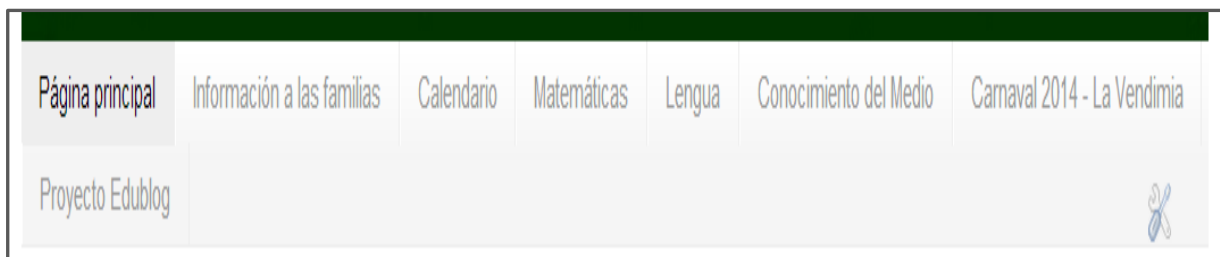 Página principal Información a las familias Calendario Matemáticas Lengua Conocimiento del Medio Carnaval 2014 - La Vendimia
Proyecto Edublog